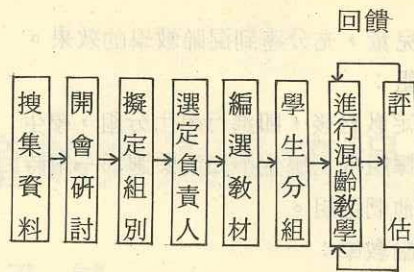 回饋
搜集資料
開會研討
擬定組別
選定負責人
編選教材
學生分組
進行混齡教學
評估